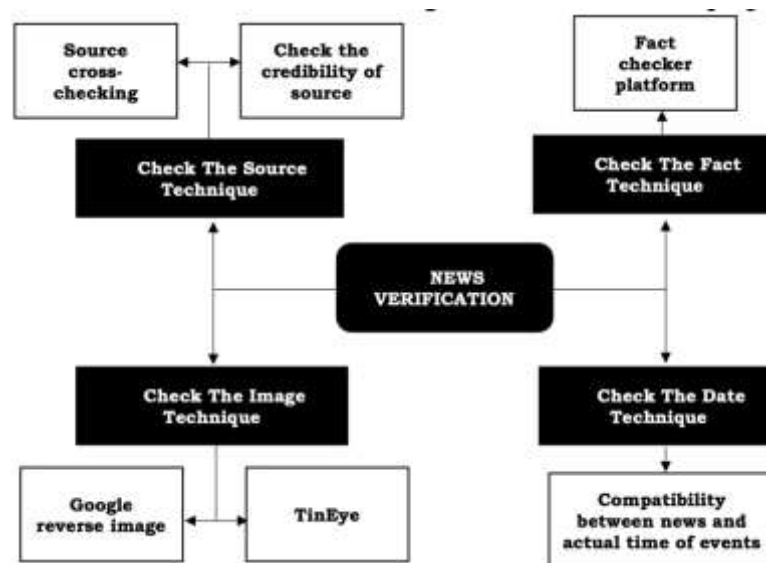 Source
cross-
checking
Check the
credibility of
source
Fact
checker
platform
Check The Source
Technique
Check The Fact
Technique
NEWS
VERIFICATION
Check The Image
Technique
Check The Date
Technique
Google
reverse image
TinEye
Compatibility
between news and
actual time of events